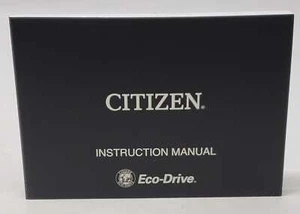 CITIZEN®
INSTRUCTION MANUAL
Eco-Drive®